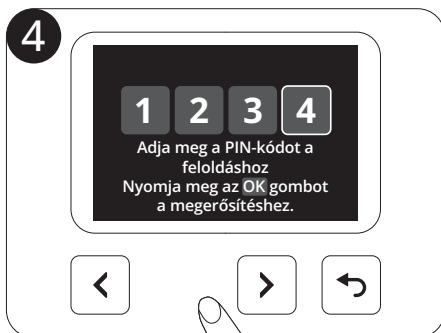 4
1 2 3 4
Adja meg a PIN-kódot a
feloldáshoz
Nyomja meg az OK gombot
a megerősítéshez.